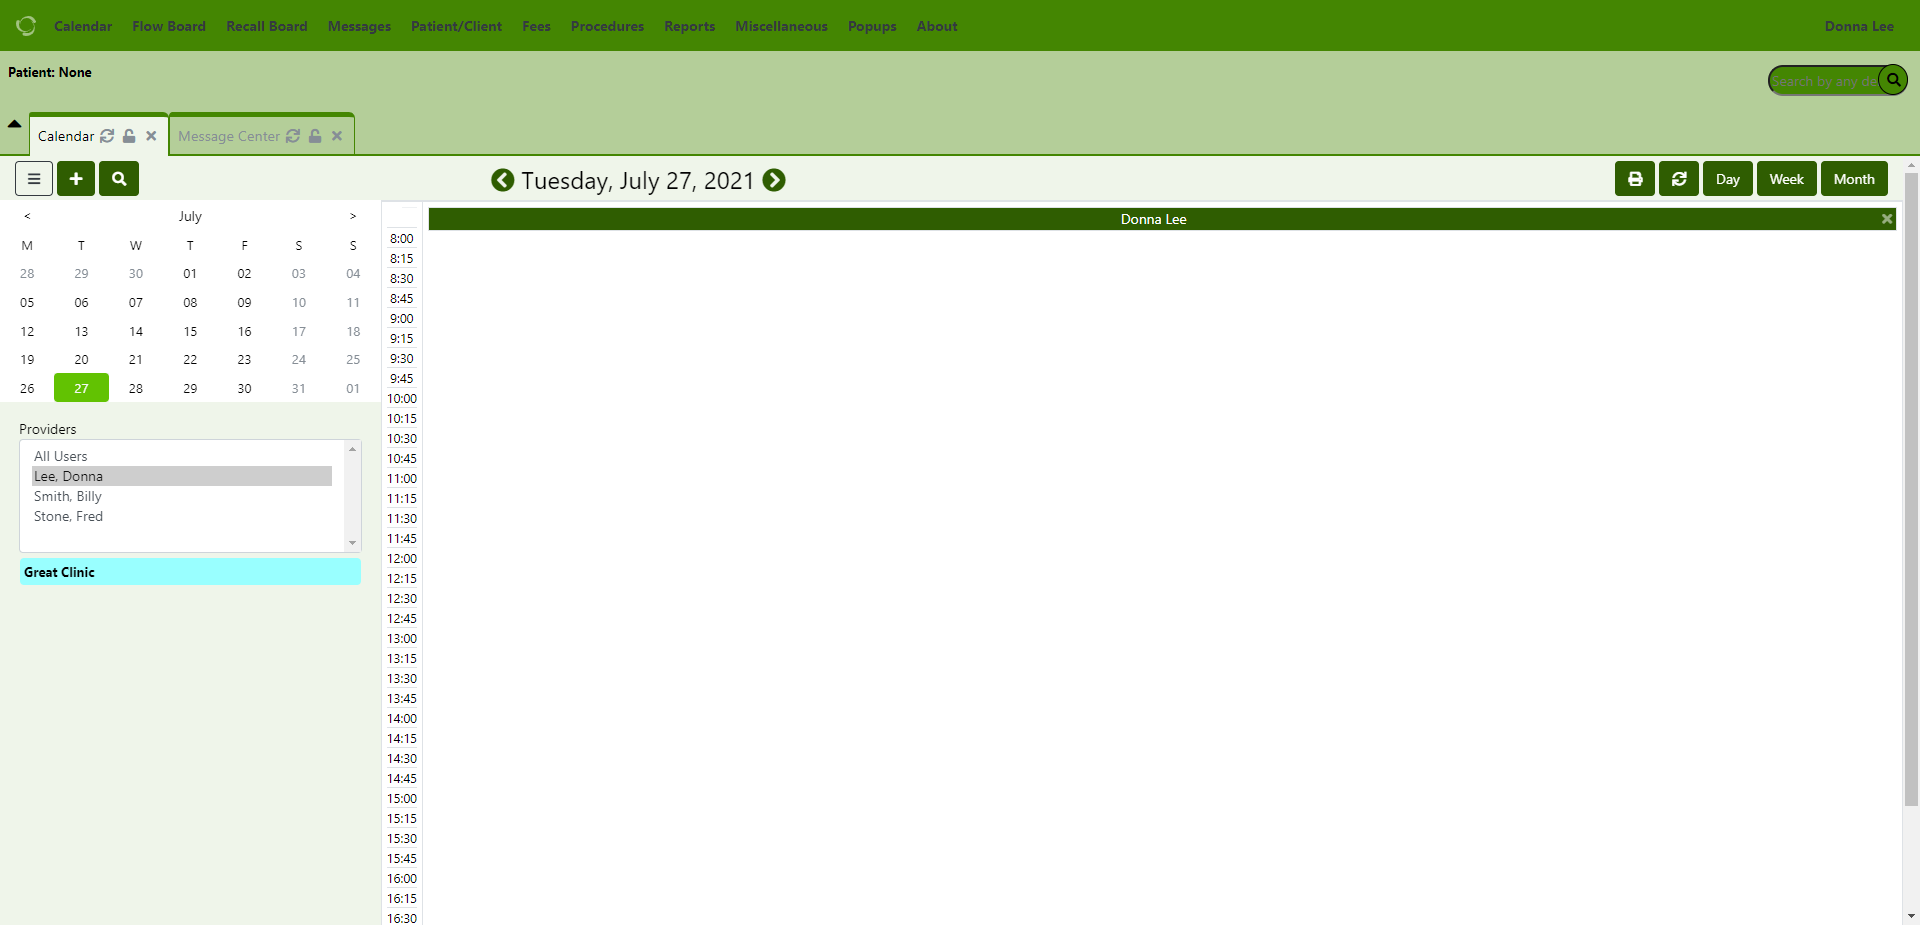 Calendar Flow Board Recall Board Messages Patient/Client Fees Procedures Reports Miscellaneous Popups About Donna Lee
Patient: None
Search by any de
Calendar Message Center
Tuesday, July 27, 2021
Day Week Month
< July >
M T W T F S S
28 29 30 01 02 03 04
05 06 07 08 09 10 11
12 13 14 15 16 17 18
19 20 21 22 23 24 25
26 27 28 29 30 31 01
Providers
All Users
Lee, Donna
Smith, Billy
Stone, Fred
Great Clinic
Donna Lee
8:00
8:15
8:30
8:45
9:00
9:15
9:30
9:45
10:00
10:15
10:30
10:45
11:00
11:15
11:30
11:45
12:00
12:15
12:30
12:45
13:00
13:15
13:30
13:45
14:00
14:15
14:30
14:45
15:00
15:15
15:30
15:45
16:00
16:15
16:30